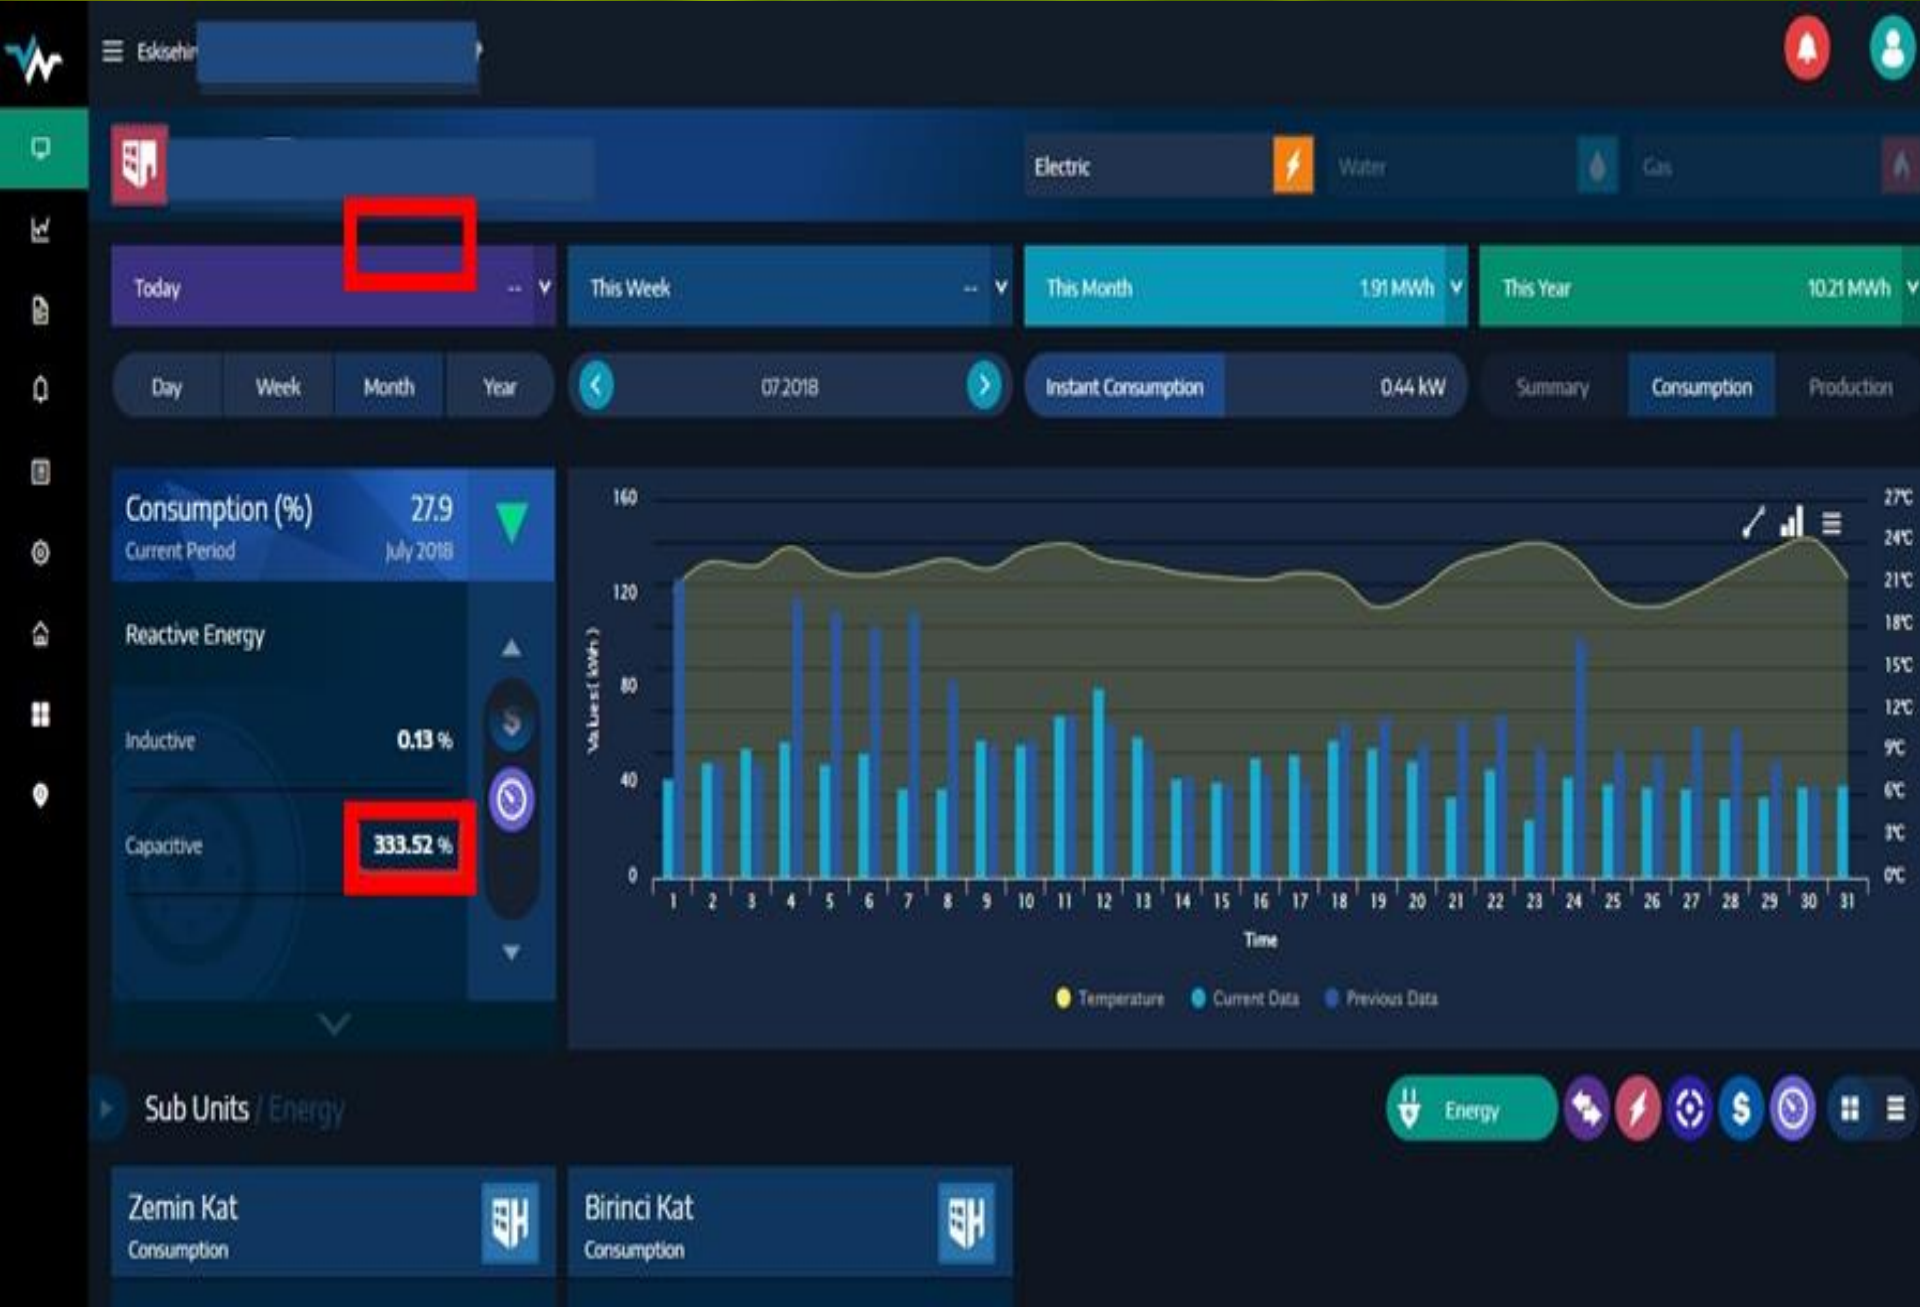 Eskisehir
Electric
Water
Gas
Today --
This Week --
This Month 1.91 MWh
This Year 10.21 MWh
Day Week Month Year
07.2018
Instant Consumption 0.44 kW
Summary Consumption Production
Consumption (%) 27.9
Current Period July 2018
Reactive Energy
Inductive 0.13 %
Capacitive 333.52 %
Values ( kWh )
160
120
80
40
0
27°C
24°C
21°C
18°C
15°C
12°C
9°C
6°C
3°C
0°C
1 2 3 4 5 6 7 8 9 10 11 12 13 14 15 16 17 18 19 20 21 22 23 24 25 26 27 28 29 30 31
Time
Temperature Current Data Previous Data
Sub Units / Energy
Energy
Zemin Kat
Consumption
Birinci Kat
Consumption